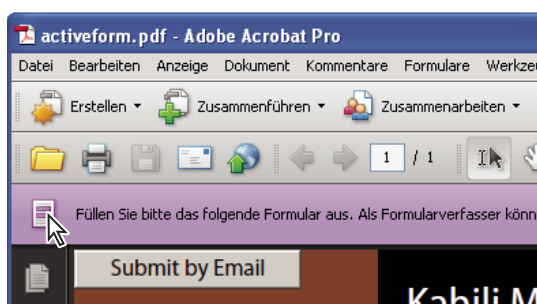 activeform.pdf - Adobe Acrobat Pro
Datei Bearbeiten Anzeige Dokument Kommentare Formulare
Erstellen Zusammenführen Zusammenarbeiten
1 / 1
Füllen Sie bitte das folgende Formular aus. Als Formularverfasser
Submit by Email